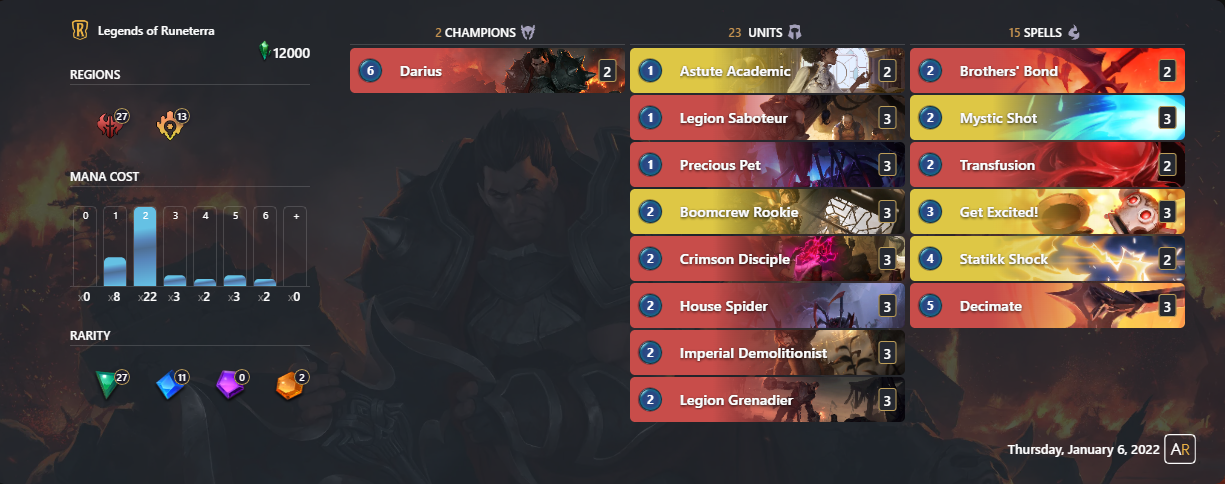 Legends of Runeterra
12000
REGIONS
27 13
MANA COST
0 1 2 3 4 5 6 +
x0 x8 x22 x3 x2 x3 x2 x0
RARITY
27 11 0 2
2 CHAMPIONS
6 Darius 2
23 UNITS
1 Astute Academic 2
1 Legion Saboteur 3
1 Precious Pet 3
2 Boomcrew Rookie 3
2 Crimson Disciple 3
2 House Spider 3
2 Imperial Demolitionist 3
2 Legion Grenadier 3
15 SPELLS
2 Brothers' Bond 2
2 Mystic Shot 3
2 Transfusion 2
3 Get Excited! 3
4 Statikk Shock 2
5 Decimate 3
Thursday, January 6, 2022 AR